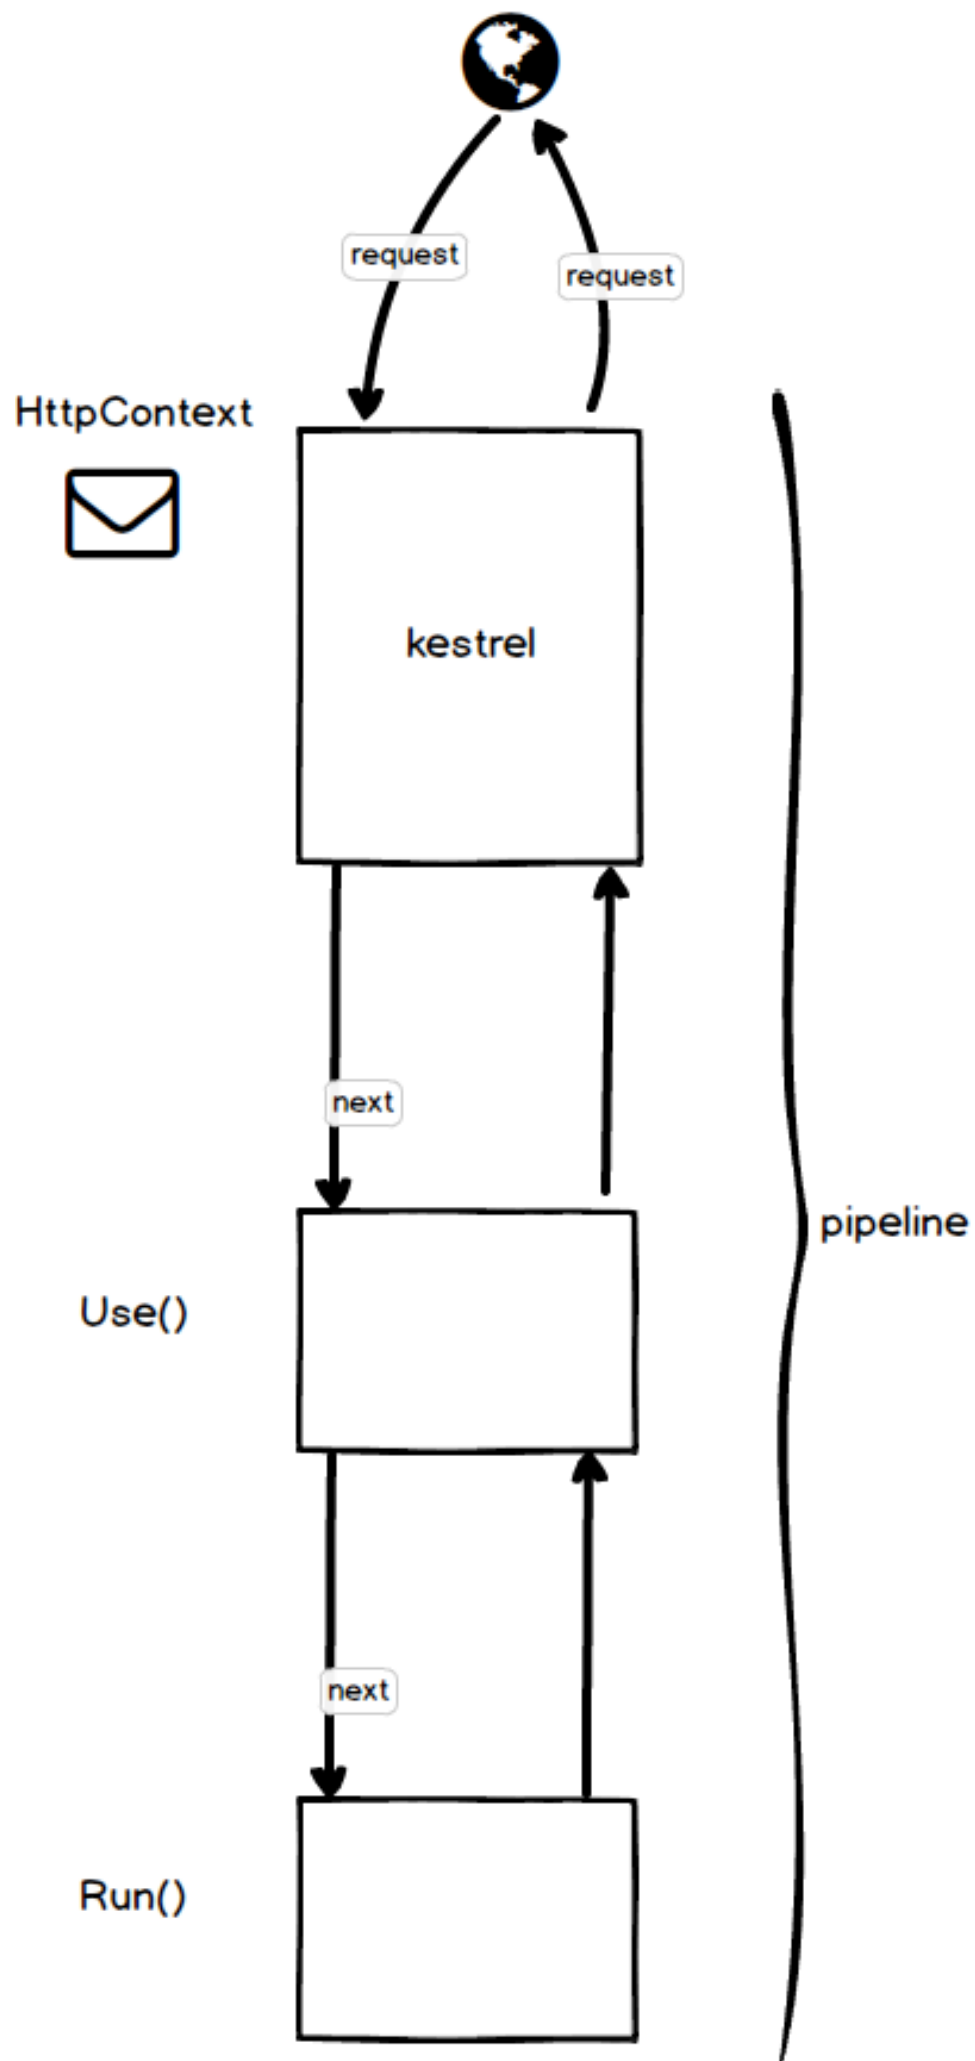 request
request
HttpContext
kestrel
next
pipeline
Use()
next
Run()